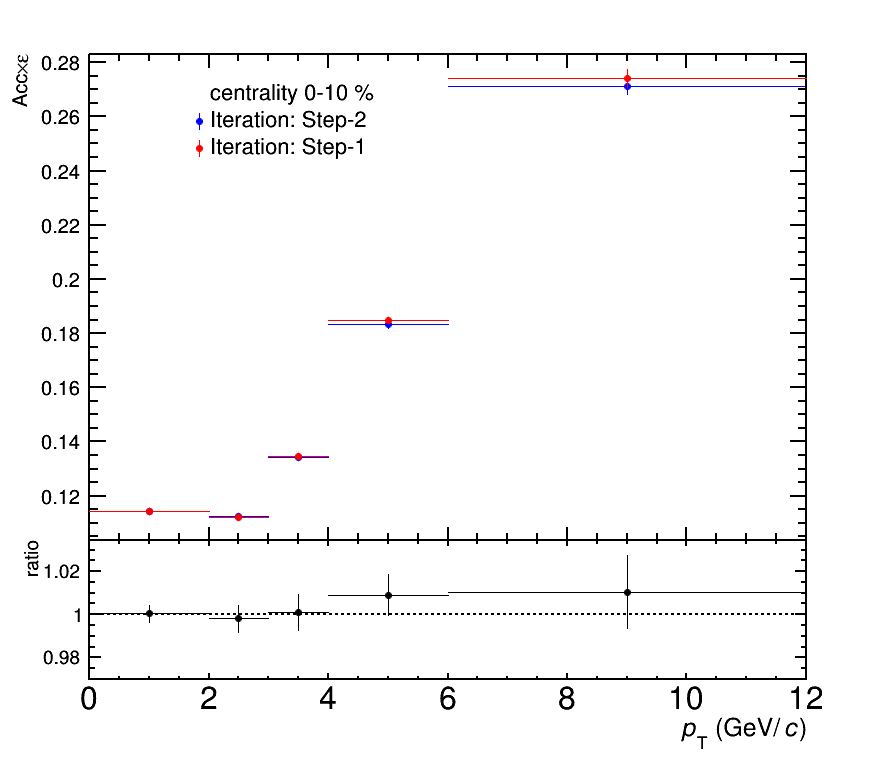 Acc×ε
0.28
0.26
0.24
0.22
0.2
0.18
0.16
0.14
0.12
centrality 0-10 %
Iteration: Step-2
Iteration: Step-1
ratio
1.02
1
0.98
0 2 4 6 8 10 12
p_T (GeV/c)